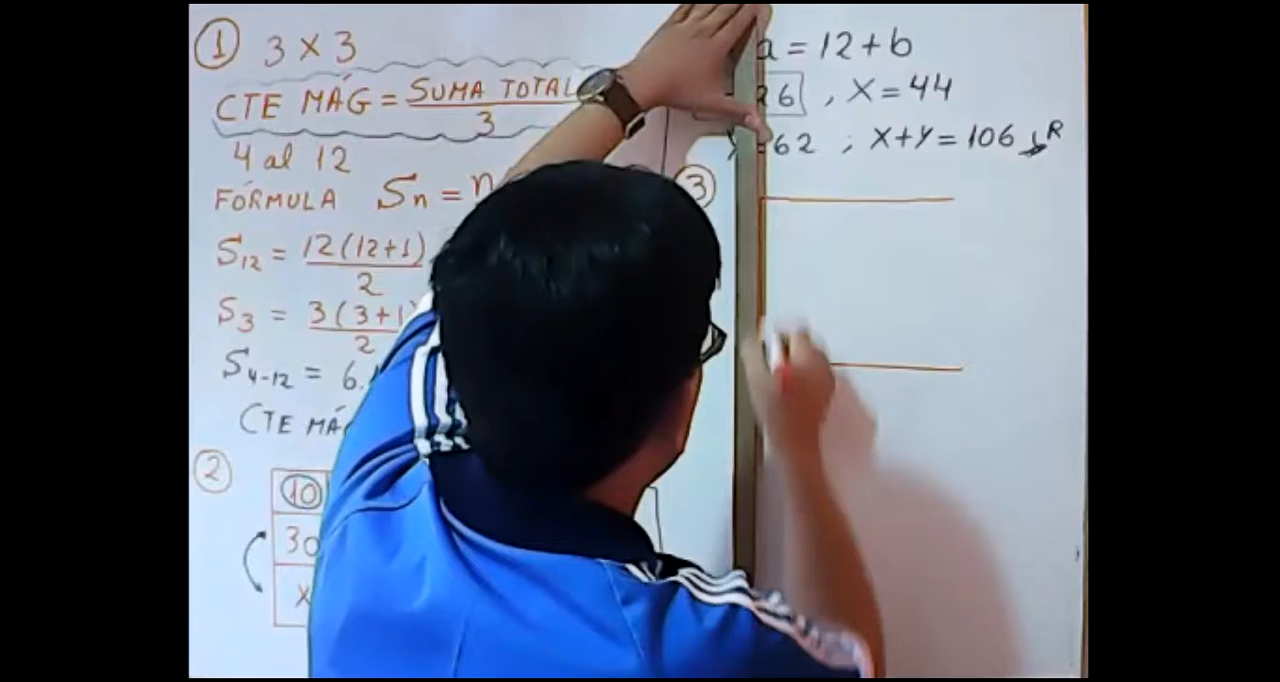 ① 3 x 3
CTE MÁG = SUMA TOTAL
3
4 al 12
FÓRMULA Sn = n
S12 = 12(12+1)
2
S3 = 3(3+1
2
S4-12 = 6
CTE MÁ
②
10
30
x
a = 12 + b
26 , X = 44
=62 ; X+Y = 106 R
③